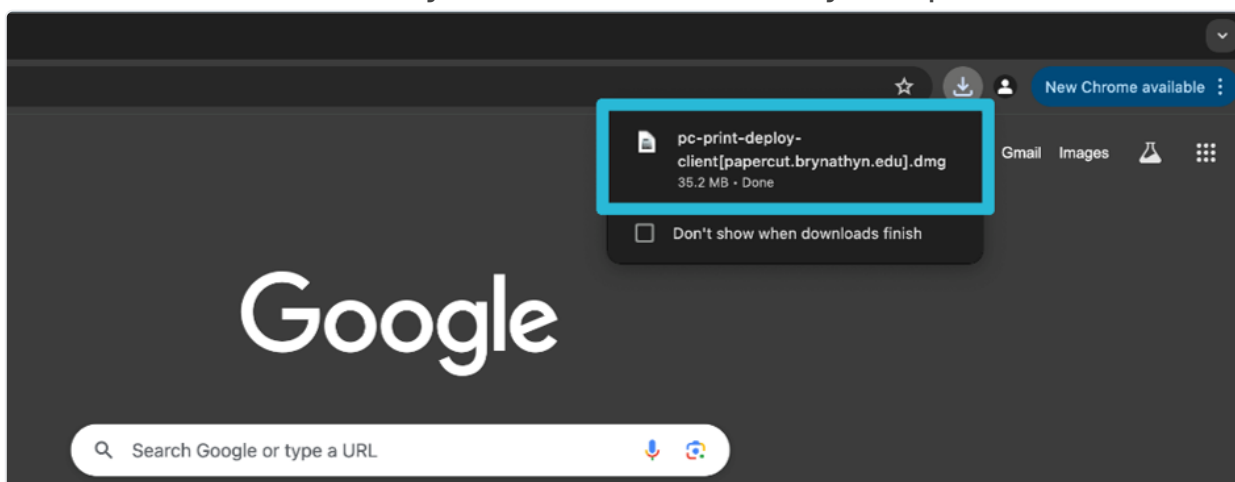 New Chrome available
pc-print-deploy-
client[papercut.brynathyn.edu].dmg
35.2 MB • Done
Gmail Images
Don't show when downloads finish
Google
Search Google or type a URL